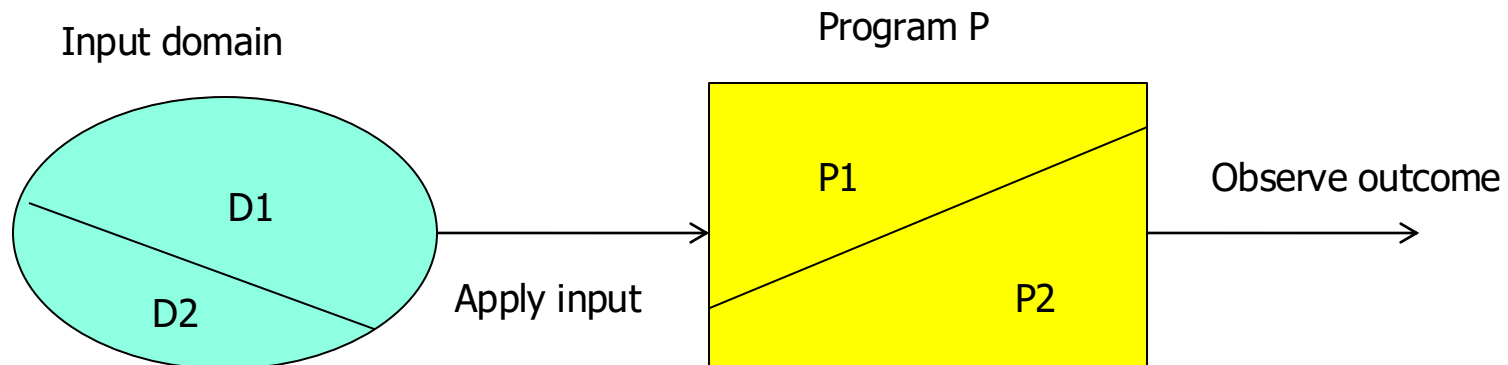 Input domain
Program P
D1
D2
Apply input
P1
P2
Observe outcome